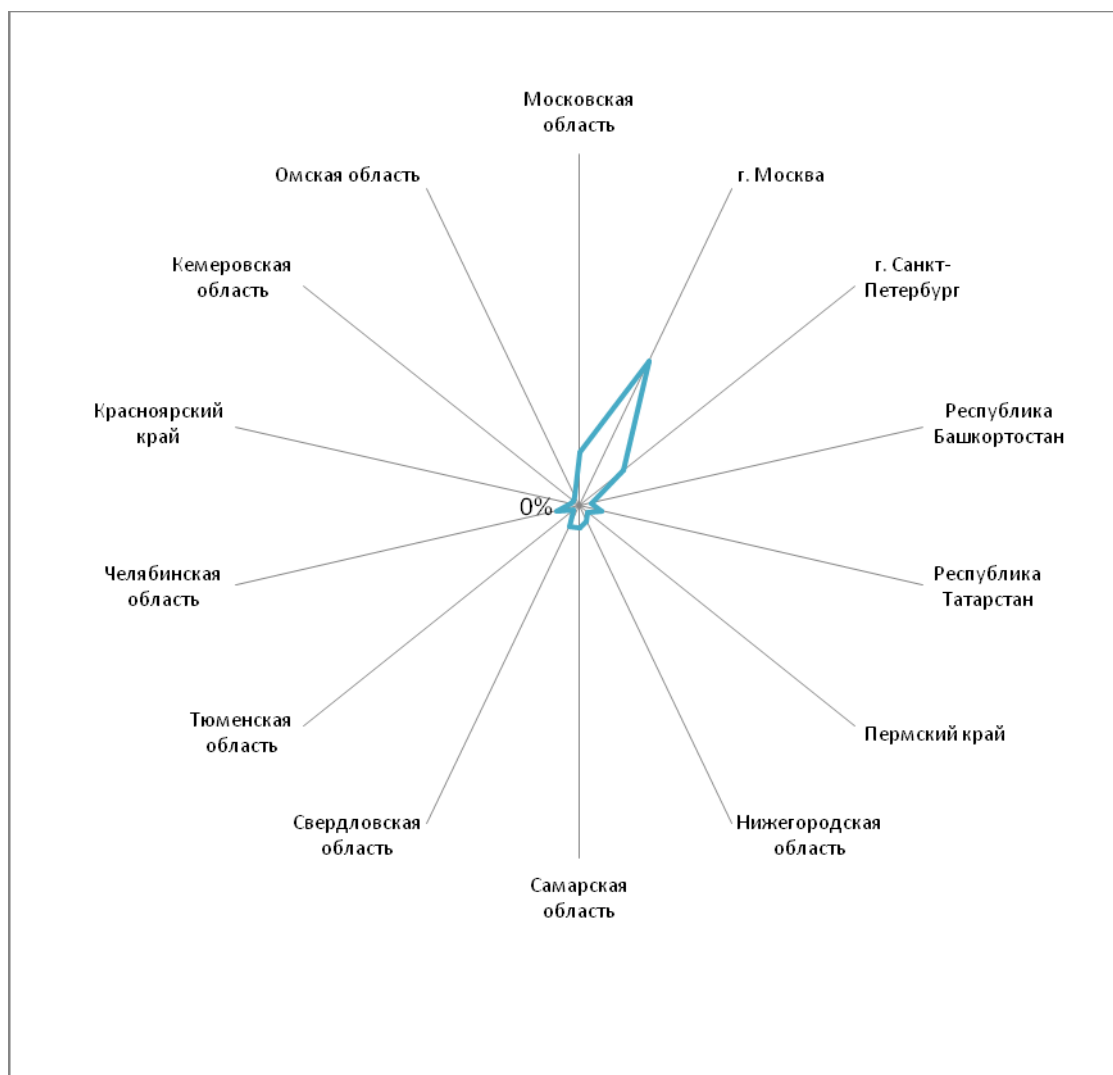 Московская
область
г. Москва
г. Санкт-
Петербург
Республика
Башкортостан
Республика
Татарстан
Пермский край
Нижегородская
область
Самарская
область
Свердловская
область
Тюменская
область
Челябинская
область
Красноярский
край
Кемеровская
область
Омская область
0%